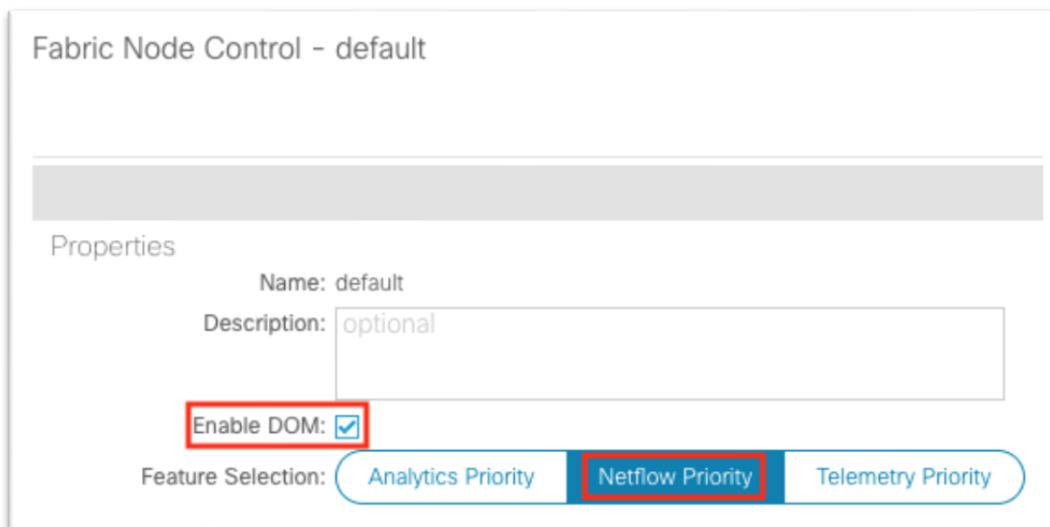 Fabric Node Control - default
Properties
Name: default
Description: optional
Enable DOM:
Feature Selection: Analytics Priority Netflow Priority Telemetry Priority